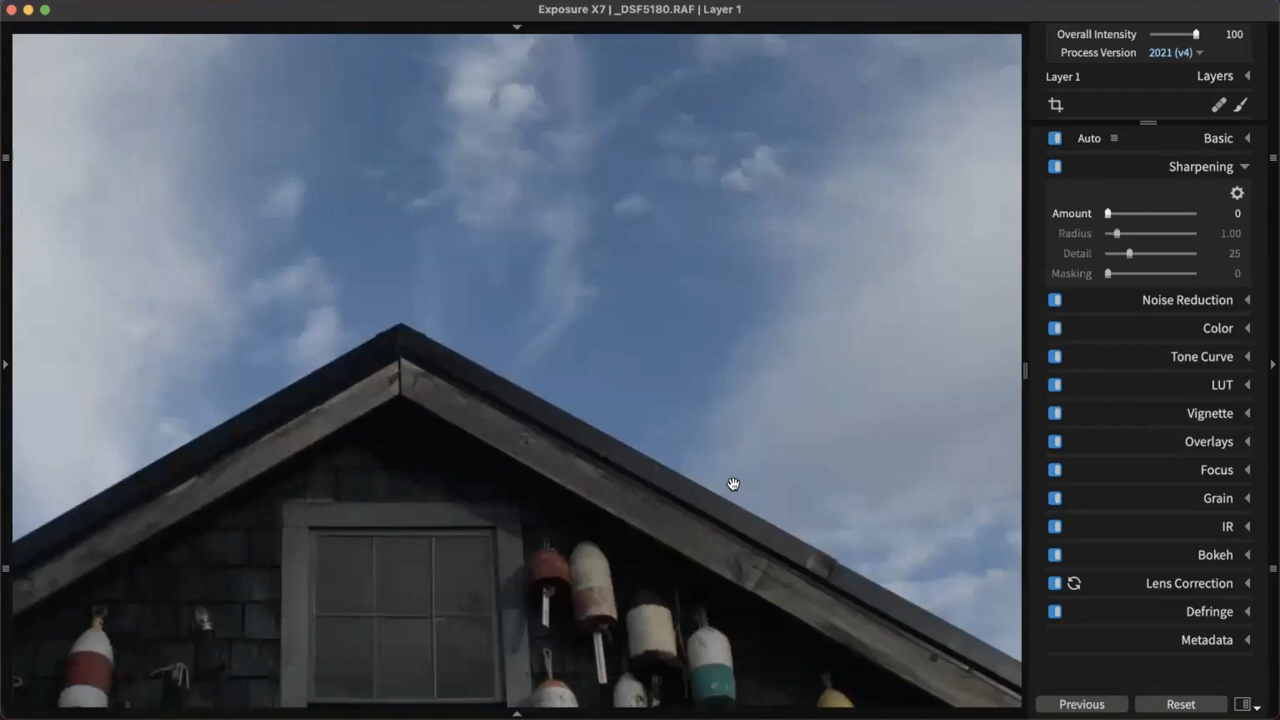 Exposure X7 | _DSF5180.RAF | Layer 1
Overall Intensity 100
Process Version 2021 (v4)
Layer 1 Layers
Auto Basic
Sharpening
Amount 0
Radius 1.00
Detail 25
Masking 0
Noise Reduction
Color
Tone Curve
LUT
Vignette
Overlays
Focus
Grain
IR
Bokeh
Lens Correction
Defringe
Metadata
Previous Reset